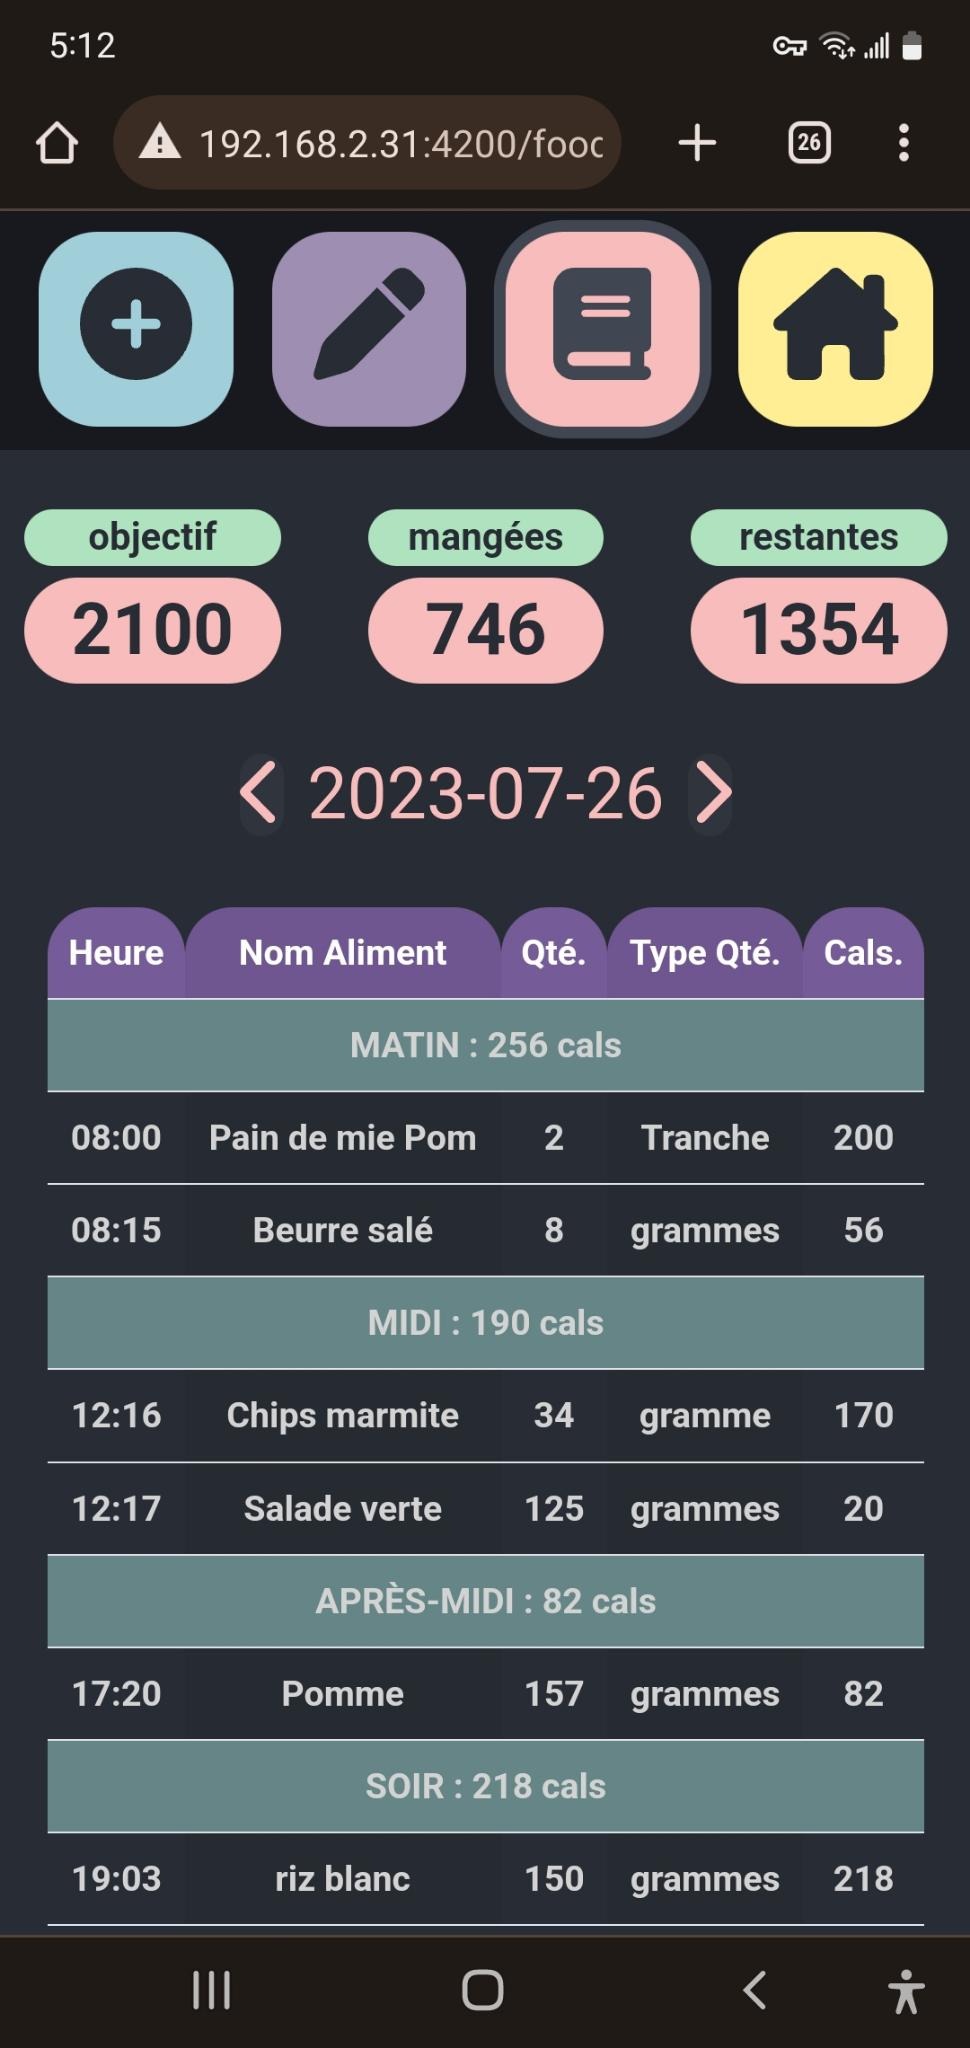 5:12
192.168.2.31:4200/fooc
26
objectif mangées restantes
2100 746 1354
2023-07-26
Heure Nom Aliment Qté. Type Qté. Cals.
MATIN : 256 cals
08:00 Pain de mie Pom 2 Tranche 200
08:15 Beurre salé 8 grammes 56
MIDI : 190 cals
12:16 Chips marmite 34 gramme 170
12:17 Salade verte 125 grammes 20
APRÈS-MIDI : 82 cals
17:20 Pomme 157 grammes 82
SOIR : 218 cals
19:03 riz blanc 150 grammes 218